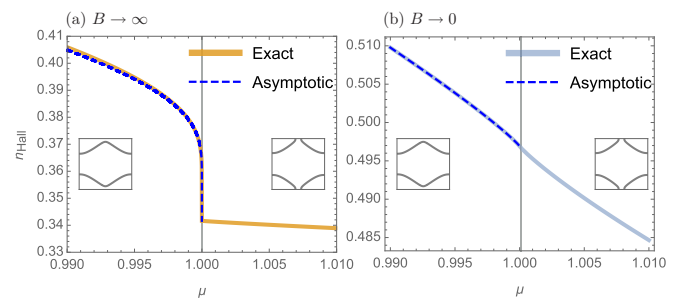 (a) B → ∞
(b) B → 0
n_Hall
0.41
0.40
0.39
0.38
0.37
0.36
0.35
0.34
0.33
Exact
Asymptotic
0.990
0.995
1.000
1.005
1.010
μ
0.510
0.505
0.500
0.495
0.490
0.485
Exact
Asymptotic
0.990
0.995
1.000
1.005
1.010
μ